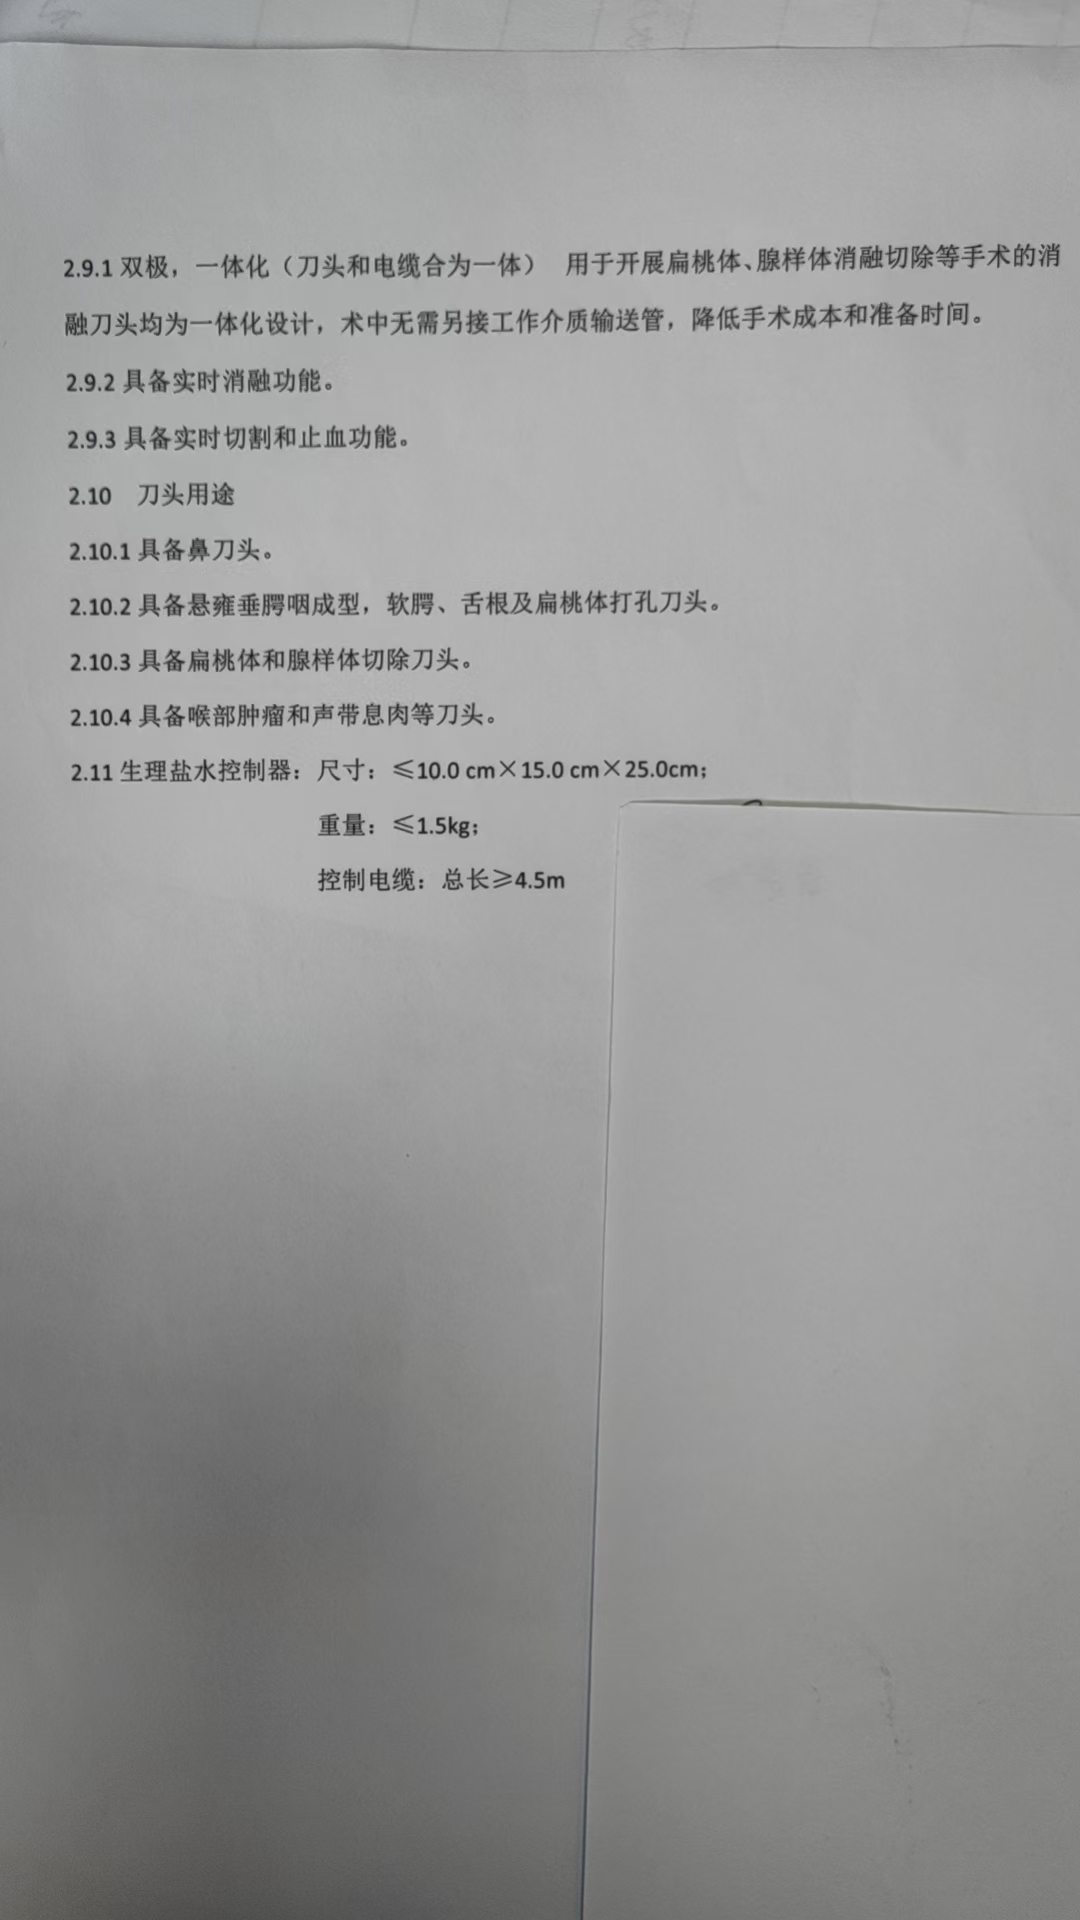 2.9.1 双极，一体化（刀头和电缆合为一体） 用于开展扁桃体、腺样体消融切除等手术的消
融刀头均为一体化设计，术中无需另接工作介质输送管，降低手术成本和准备时间。
2.9.2 具备实时消融功能。
2.9.3 具备实时切割和止血功能。
2.10 刀头用途
2.10.1 具备鼻刀头。
2.10.2 具备悬雍垂腭咽成型，软腭、舌根及扁桃体打孔刀头。
2.10.3 具备扁桃体和腺样体切除刀头。
2.10.4 具备喉部肿瘤和声带息肉等刀头。
2.11 生理盐水控制器：尺寸：≤10.0 cm×15.0 cm×25.0cm；
重量：≤1.5kg；
控制电缆：总长≥4.5m